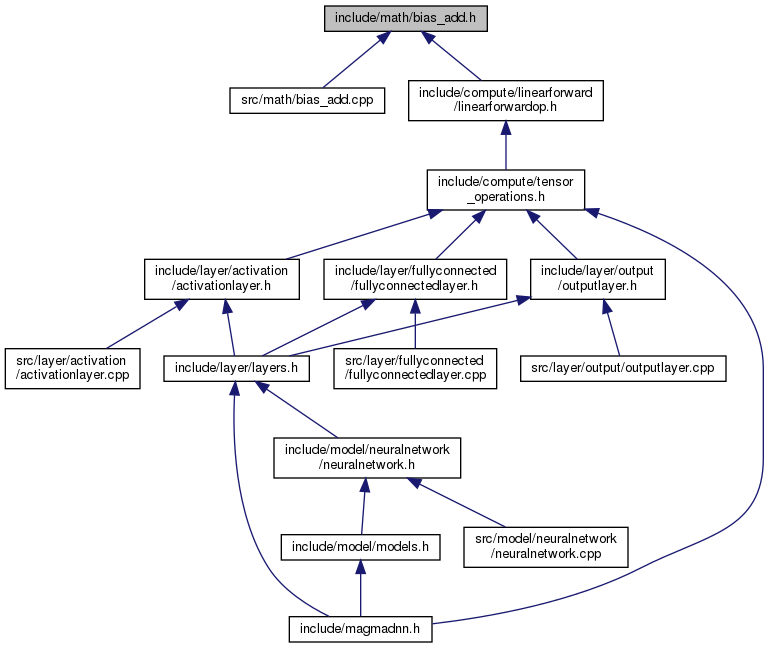 include/math/bias_add.h
src/math/bias_add.cpp
include/compute/linearforward
/linearforwardop.h
include/compute/tensor
_operations.h
include/layer/activation
/activationlayer.h
include/layer/fullyconnected
/fullyconnectedlayer.h
include/layer/output
/outputlayer.h
src/layer/activation
/activationlayer.cpp
include/layer/layers.h
src/layer/fullyconnected
/fullyconnectedlayer.cpp
src/layer/output/outputlayer.cpp
include/model/neuralnetwork
/neuralnetwork.h
include/model/models.h
src/model/neuralnetwork
/neuralnetwork.cpp
include/magmadnn.h